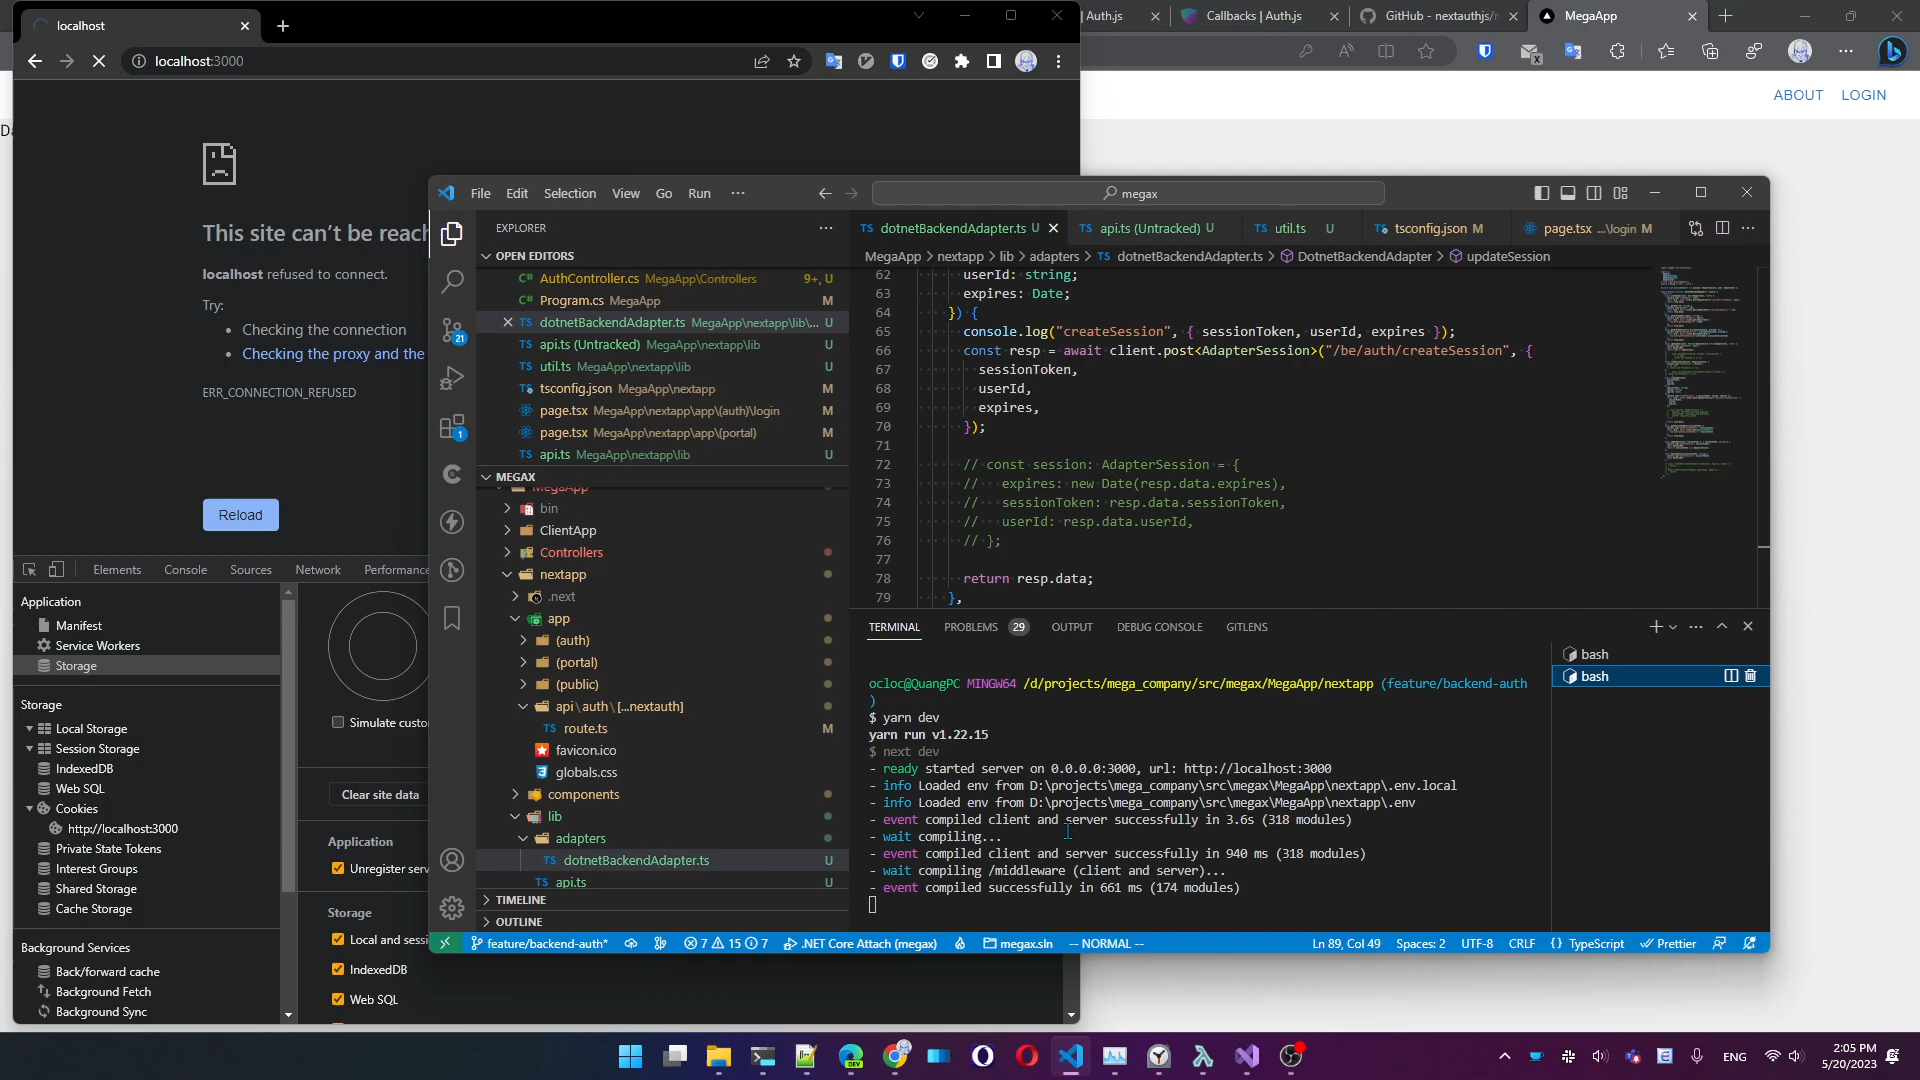 localhost
localhost:3000
Auth.js
Callbacks | Auth.js
GitHub - nextauthjs/
MegaApp
ABOUT
LOGIN
This site can't be reach
localhost refused to connect.
Try:
Checking the connection
Checking the proxy and the
ERR_CONNECTION_REFUSED
Reload
Elements
Console
Sources
Network
Performance
Application
Manifest
Service Workers
Storage
Storage
Local Storage
Session Storage
IndexedDB
Web SQL
Cookies
http://localhost:3000
Private State Tokens
Interest Groups
Shared Storage
Cache Storage
Background Services
Back/forward cache
Background Fetch
Background Sync
Simulate custo
Clear site data
Application
Unregister serv
Storage
Local and sessi
IndexedDB
Web SQL
File Edit Selection View Go Run ···
megax
EXPLORER
OPEN EDITORS
C# AuthController.cs MegaApp\Controllers 9+, U
C# Program.cs MegaApp M
TS dotnetBackendAdapter.ts MegaApp\nextapp\lib\... U
TS api.ts (Untracked) MegaApp\nextapp\lib U
TS util.ts MegaApp\nextapp\lib U
tsconfig.json MegaApp\nextapp M
page.tsx MegaApp\nextapp\app\(auth)\login M
page.tsx MegaApp\nextapp\app\(portal) M
TS api.ts MegaApp\nextapp\lib U
MEGAX
MegaApp
bin
ClientApp
Controllers
nextapp
.next
app
(auth)
(portal)
(public)
api\auth\[...nextauth]
TS route.ts M
favicon.ico
globals.css
components
lib
adapters
TS dotnetBackendAdapter.ts U
TS api.ts U
TIMELINE
OUTLINE
TS dotnetBackendAdapter.ts U
TS api.ts (Untracked) U
TS util.ts U
tsconfig.json M
page.tsx ...\login M
MegaApp > nextapp > lib > adapters > TS dotnetBackendAdapter.ts > DotnetBackendAdapter > updateSession
62 userId: string;
63 expires: Date;
64 }) {
65 console.log("createSession", { sessionToken, userId, expires });
66 const resp = await client.post<AdapterSession>("/be/auth/createSession", {
67 sessionToken,
68 userId,
69 expires,
70 });
71
72 // const session: AdapterSession = {
73 // expires: new Date(resp.data.expires),
74 // sessionToken: resp.data.sessionToken,
75 // userId: resp.data.userId,
76 // };
77
78 return resp.data;
79 },
TERMINAL PROBLEMS 29 OUTPUT DEBUG CONSOLE GITLENS
bash
bash
ocloc@QuangPC MINGW64 /d/projects/mega_company/src/megax/MegaApp/nextapp (feature/backend-auth
)
$ yarn dev
yarn run v1.22.15
$ next dev
- ready started server on 0.0.0.0:3000, url: http://localhost:3000
- info Loaded env from D:\projects\mega_company\src\megax\MegaApp\nextapp\.env.local
- info Loaded env from D:\projects\mega_company\src\megax\MegaApp\nextapp\.env
- event compiled client and server successfully in 3.6s (318 modules)
- wait compiling...
- event compiled client and server successfully in 940 ms (318 modules)
- wait compiling /middleware (client and server)...
- event compiled successfully in 661 ms (174 modules)
21
1
feature/backend-auth* 7 15 7 .NET Core Attach (megax) megax.sln -- NORMAL -- Ln 89, Col 49 Spaces: 2 UTF-8 CRLF {} TypeScript Prettier
ENG
2:05 PM
5/20/2023